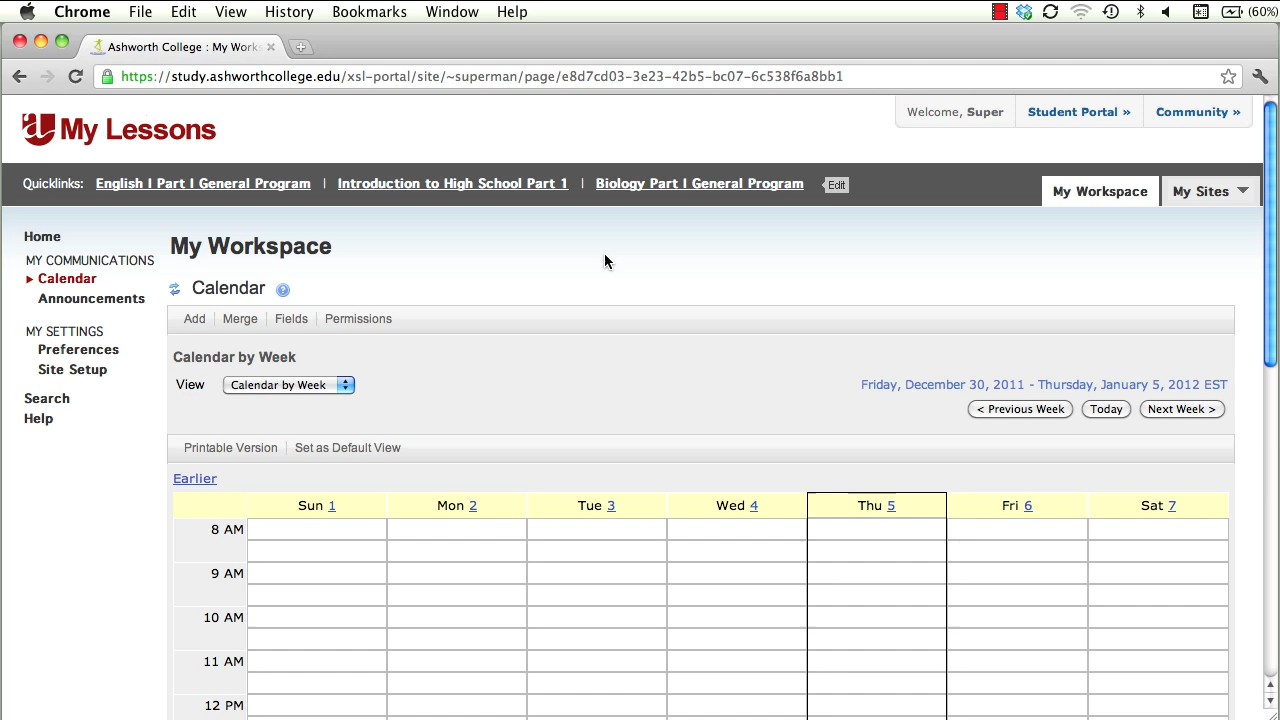 Chrome File Edit View History Bookmarks Window Help (60%)
Ashworth College : My Works
https://study.ashworthcollege.edu/xsl-portal/site/~superman/page/e8d7cd03-3e23-42b5-bc07-6c538f6a8bb1
My Lessons
Welcome, Super Student Portal » Community »
Quicklinks: English I Part I General Program | Introduction to High School Part 1 | Biology Part I General Program Edit
My Workspace My Sites
Home
MY COMMUNICATIONS
Calendar
Announcements
MY SETTINGS
Preferences
Site Setup
Search
Help
My Workspace
Calendar ?
Add Merge Fields Permissions
Calendar by Week
View Calendar by Week
Friday, December 30, 2011 - Thursday, January 5, 2012 EST
< Previous Week Today Next Week >
Printable Version Set as Default View
Earlier
Sun 1 Mon 2 Tue 3 Wed 4 Thu 5 Fri 6 Sat 7
8 AM
9 AM
10 AM
11 AM
12 PM